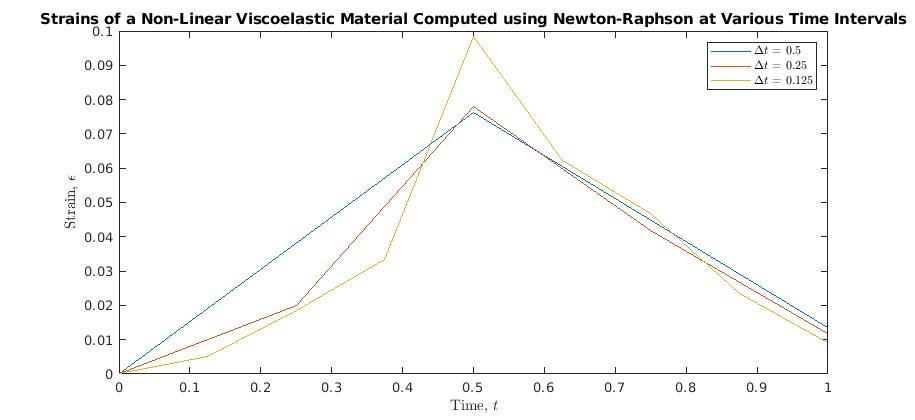 Strains of a Non-Linear Viscoelastic Material Computed using Newton-Raphson at Various Time Intervals
0.1
0.09
0.08
0.07
0.06
0.05
0.04
0.03
0.02
0.01
0
Strain, ϵ
Δt = 0.5
Δt = 0.25
Δt = 0.125
0 0.1 0.2 0.3 0.4 0.5 0.6 0.7 0.8 0.9 1
Time, t